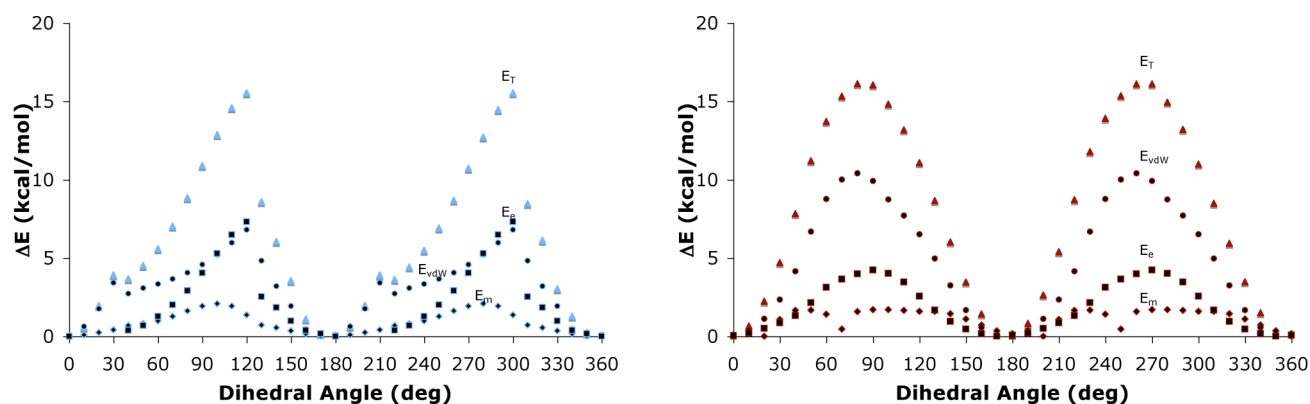 20
15
10
5
0
ΔE (kcal/mol)
E_T
E_e
E_vdW
E_m
0 30 60 90 120 150 180 210 240 270 300 330 360
Dihedral Angle (deg)
20
15
10
5
0
ΔE (kcal/mol)
E_T
E_vdW
E_e
E_m
0 30 60 90 120 150 180 210 240 270 300 330 360
Dihedral Angle (deg)